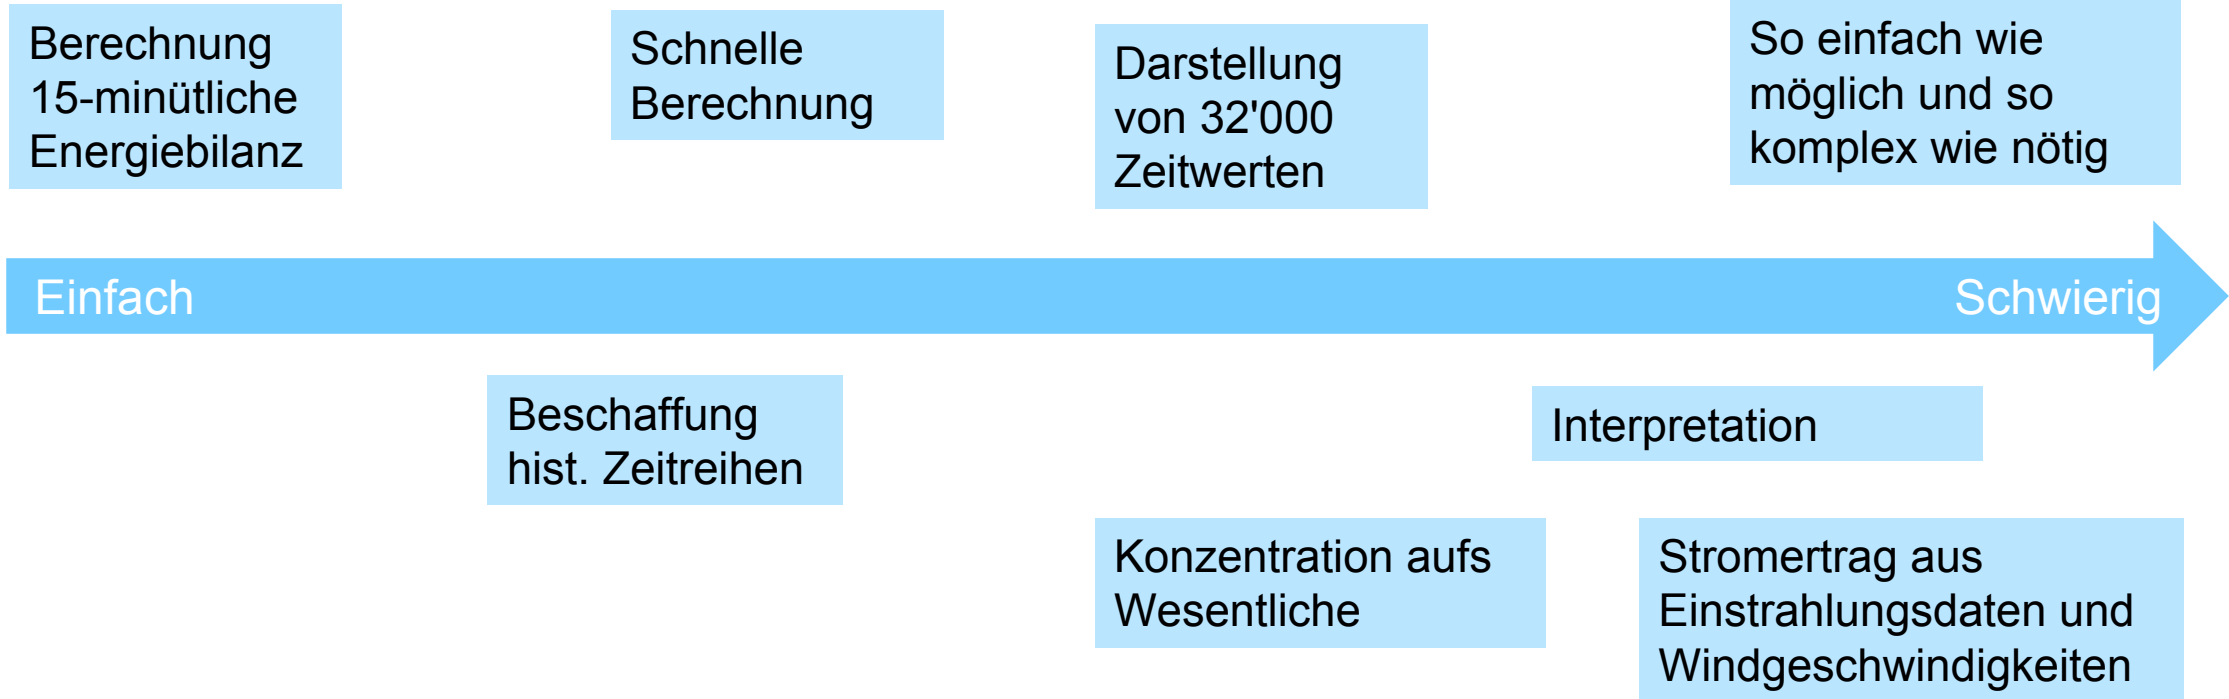 Berechnung
15-minütliche
Energiebilanz
Schnelle
Berechnung
Darstellung
von 32'000
Zeitwerten
So einfach wie
möglich und so
komplex wie nötig
Einfach
Schwierig
Beschaffung
hist. Zeitreihen
Interpretation
Konzentration aufs
Wesentliche
Stromertrag aus
Einstrahlungsdaten und
Windgeschwindigkeiten